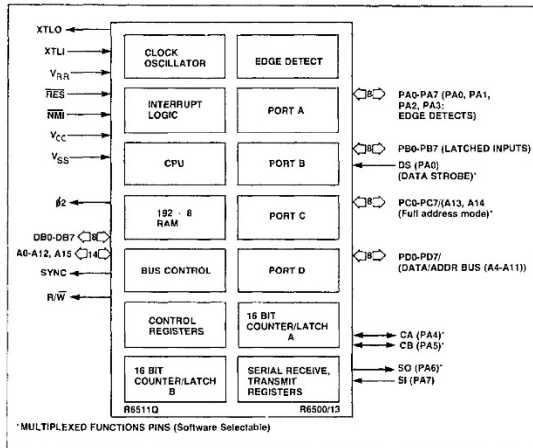 XTLO
XTLI
VRR
RES
NMI
VCC
VSS
ϕ2
DB0-DB7 8
A0-A12, A15 14
SYNC
R/W
CLOCK
OSCILLATOR
EDGE DETECT
INTERRUPT
LOGIC
PORT A
CPU
PORT B
192 · 8
RAM
PORT C
BUS CONTROL
PORT D
CONTROL
REGISTERS
16 BIT
COUNTER/LATCH
A
16 BIT
COUNTER/LATCH
B
SERIAL RECEIVE,
TRANSMIT
REGISTERS
R6511Q
R6500/13
8 PA0-PA7 (PA0, PA1,
PA2, PA3:
EDGE DETECTS)
8 PB0-PB7 (LATCHED INPUTS)
DS (PA0)
(DATA STROBE)*
8 PC0-PC7/(A13, A14
(Full address mode)*
8 PD0-PD7/
(DATA/ADDR BUS (A4-A11))
CA (PA4)*
CB (PA5)*
SO (PA6)*
SI (PA7)
*MULTIPLEXED FUNCTIONS PINS (Software Selectable)